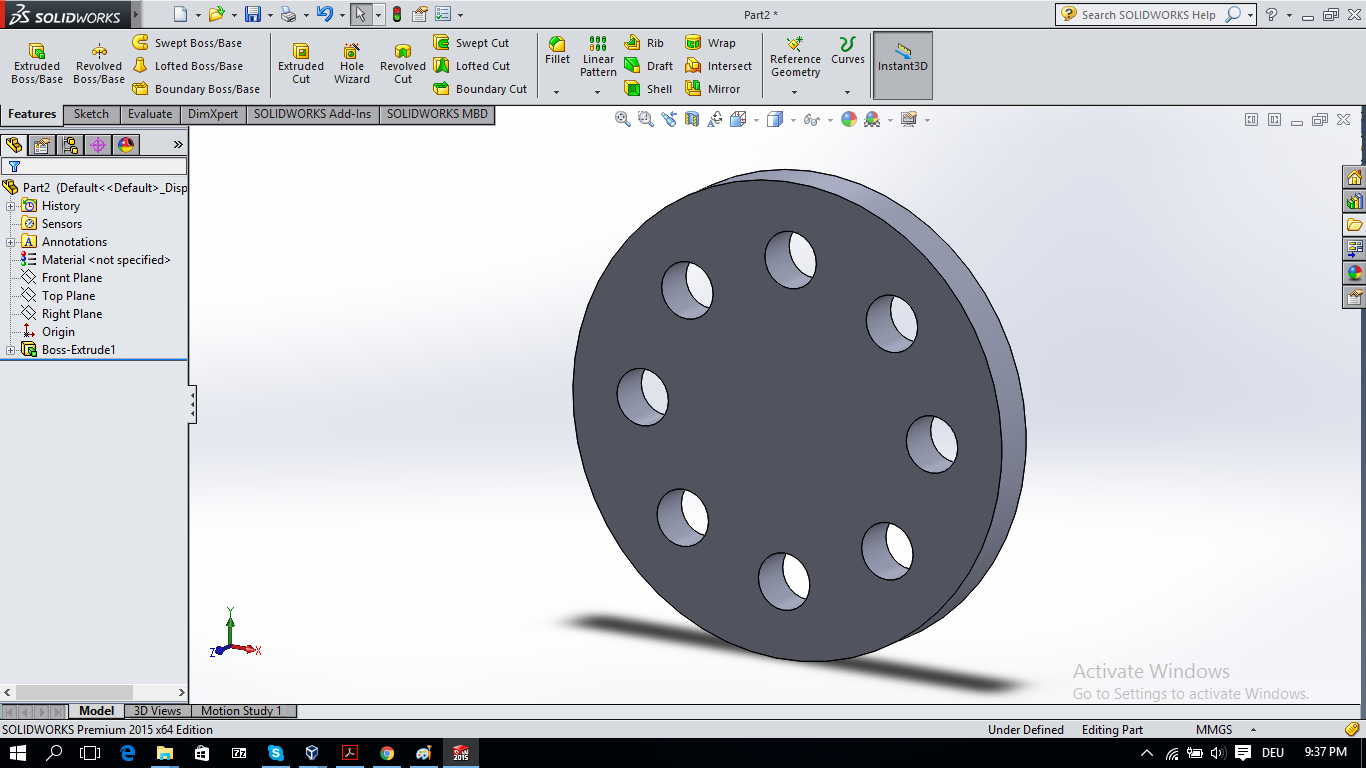 SOLIDWORKS
Part2 *
Search SOLIDWORKS Help
Extruded Boss/Base
Revolved Boss/Base
Swept Boss/Base
Lofted Boss/Base
Boundary Boss/Base
Extruded Cut
Hole Wizard
Revolved Cut
Swept Cut
Lofted Cut
Boundary Cut
Fillet
Linear Pattern
Rib
Draft
Shell
Wrap
Intersect
Mirror
Reference Geometry
Curves
Instant3D
Features Sketch Evaluate DimXpert SOLIDWORKS Add-Ins SOLIDWORKS MBD
Part2 (Default<<Default>_Disp
History
Sensors
Annotations
Material <not specified>
Front Plane
Top Plane
Right Plane
Origin
Boss-Extrude1
Y
Z X
Activate Windows
Go to Settings to activate Windows.
Model 3D Views Motion Study 1
SOLIDWORKS Premium 2015 x64 Edition Under Defined Editing Part MMGS
2015
DEU 9:37 PM